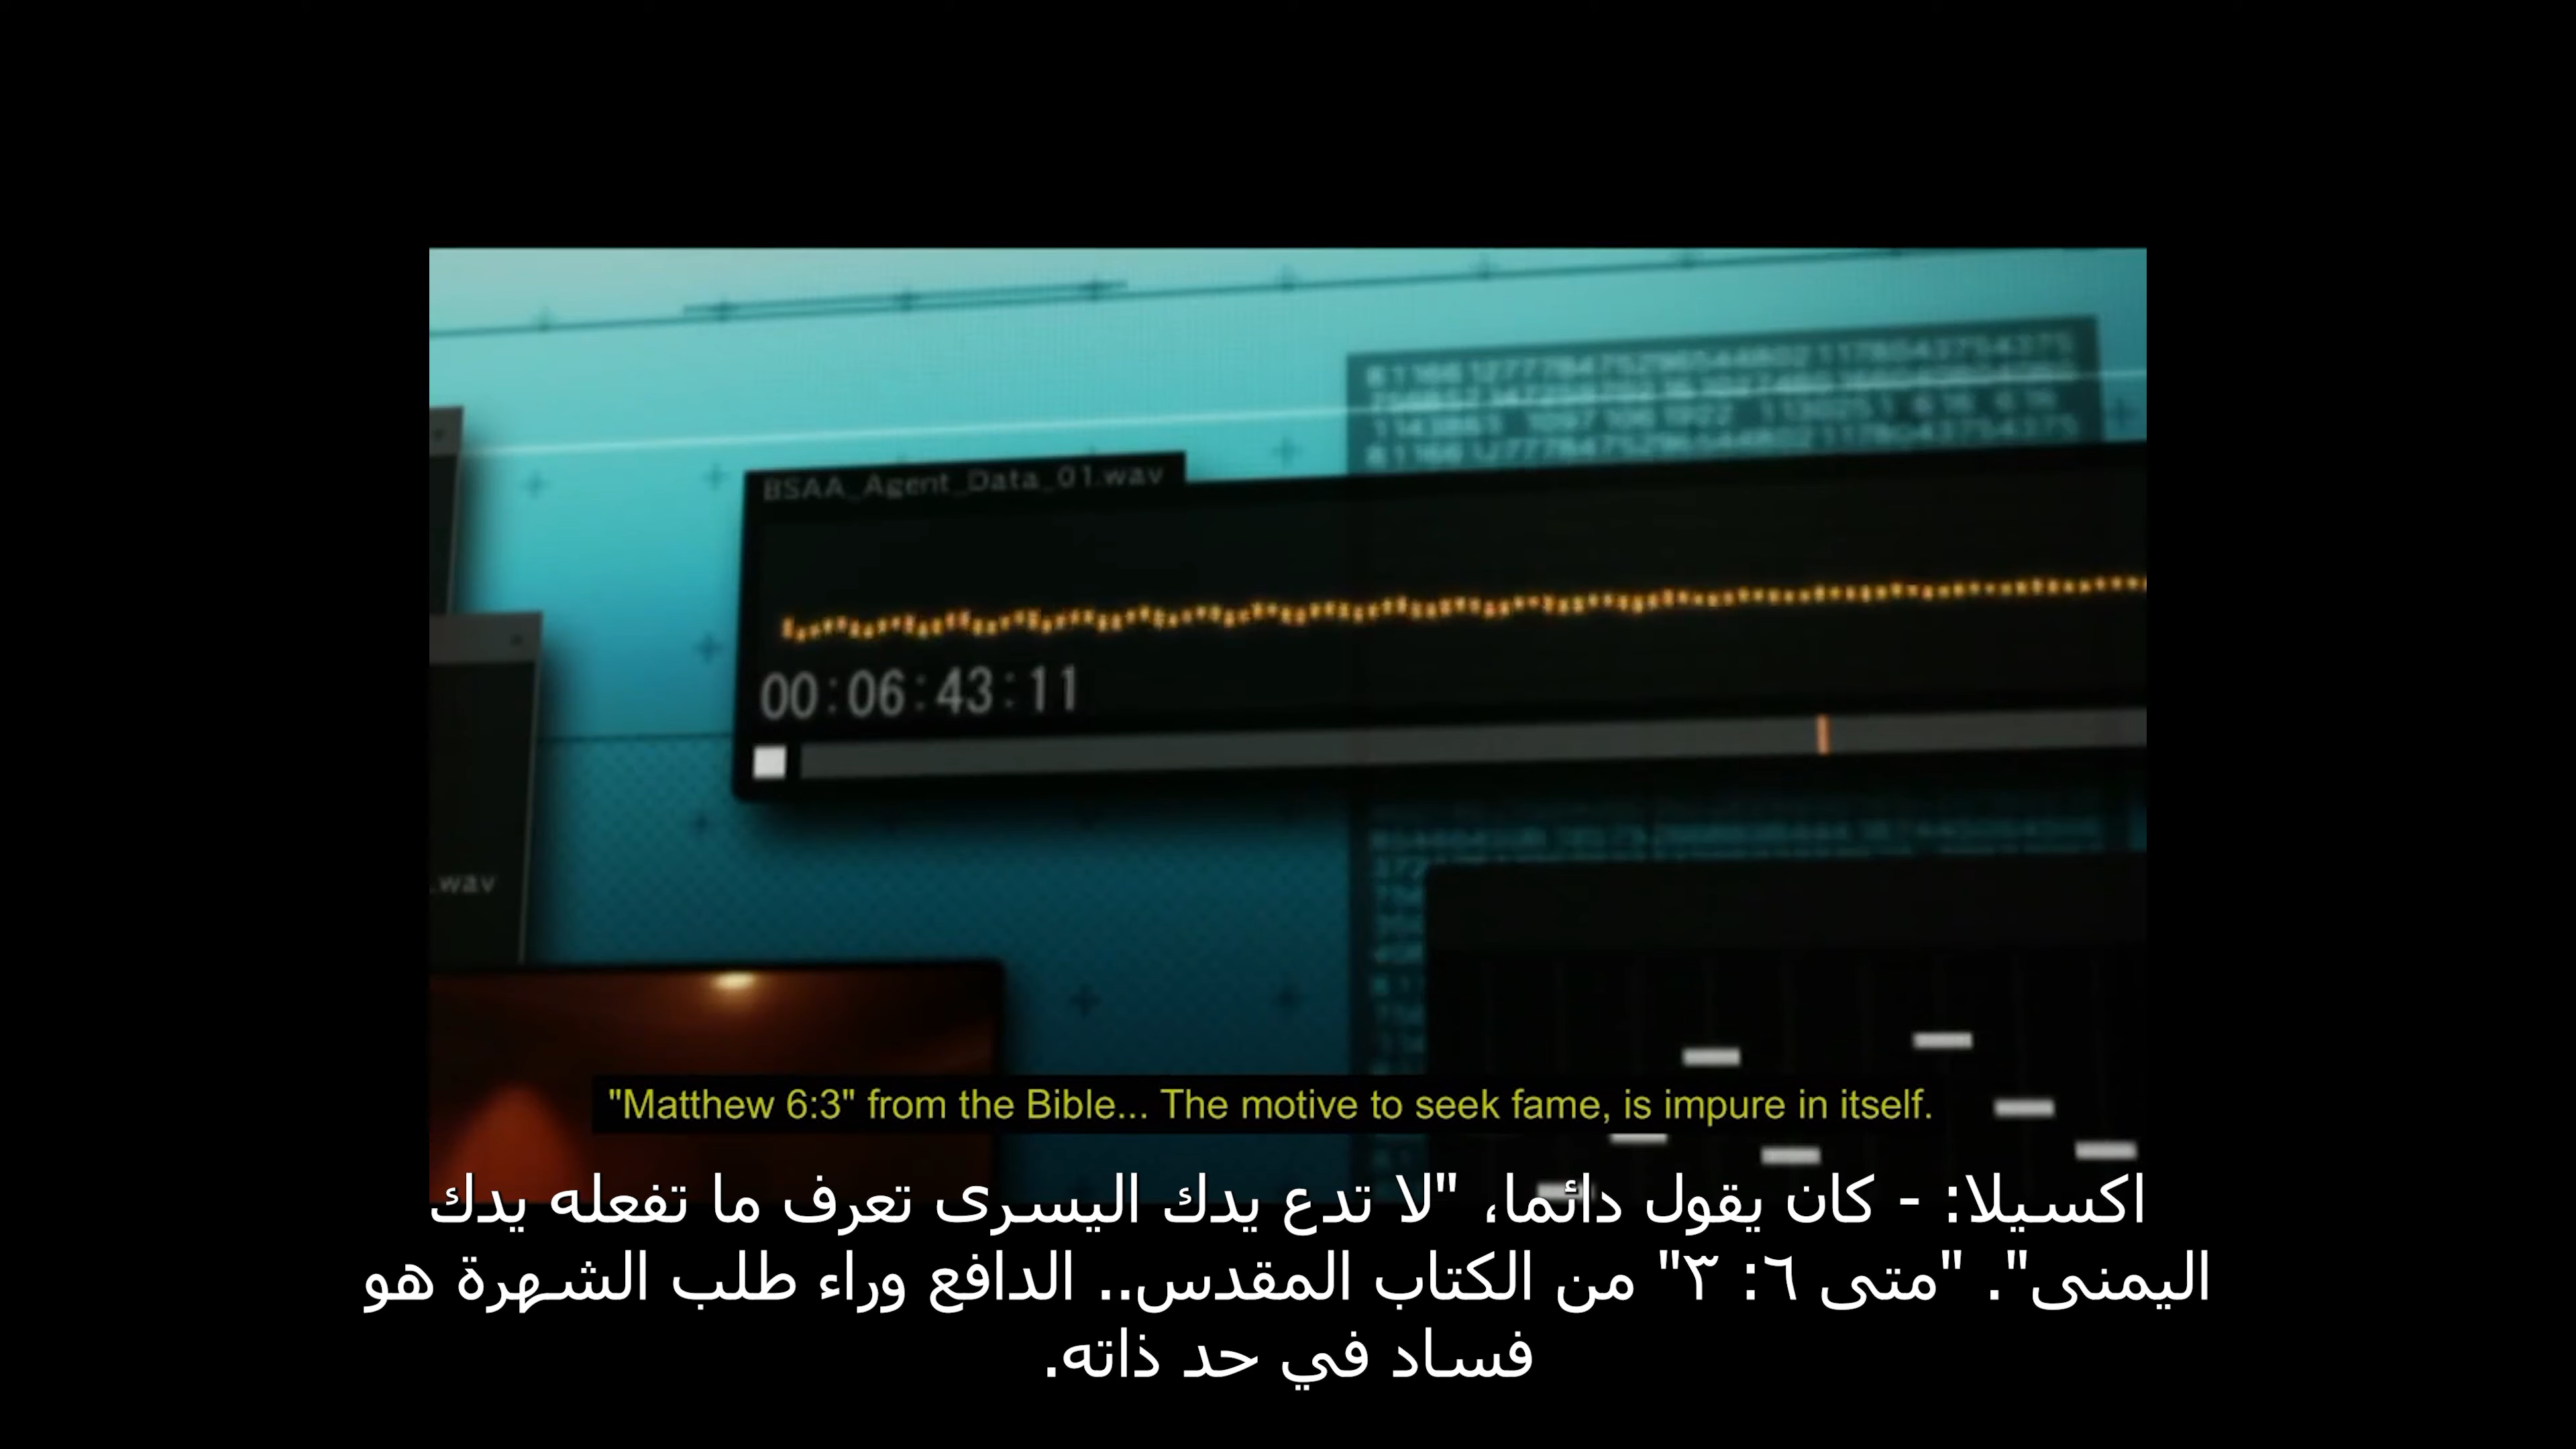 BSAA_Agent_Data_01.wav
00:06:43:11
.wav
"Matthew 6:3" from the Bible... The motive to seek fame, is impure in itself.
اكسيلا: - كان يقول دائما، "لا تدع يدك اليسرى تعرف ما تفعله يدك
اليمنى". "متى ٦: ٣" من الكتاب المقدس.. الدافع وراء طلب الشهرة هو
فساد في حد ذاته.